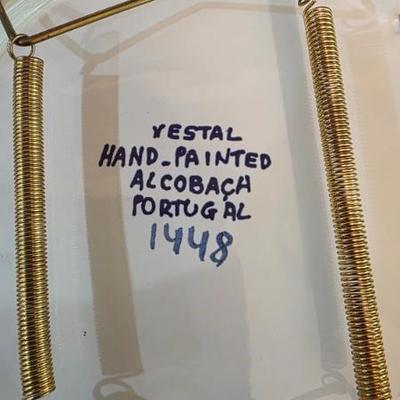 VESTAL
HAND-PAINTED
ALCOBAÇA
PORTUGAL
1448